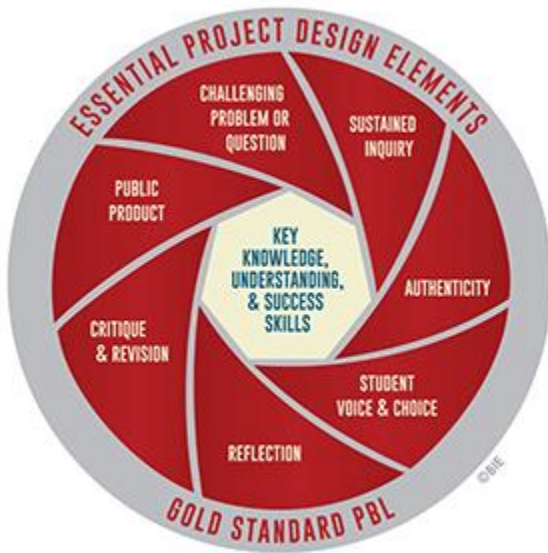 ESSENTIAL PROJECT DESIGN ELEMENTS
CHALLENGING
PROBLEM OR
QUESTION
SUSTAINED
INQUIRY
AUTHENTICITY
STUDENT
VOICE & CHOICE
REFLECTION
CRITIQUE
& REVISION
PUBLIC
PRODUCT
KEY
KNOWLEDGE,
UNDERSTANDING,
& SUCCESS
SKILLS
GOLD STANDARD PBL
©BIE